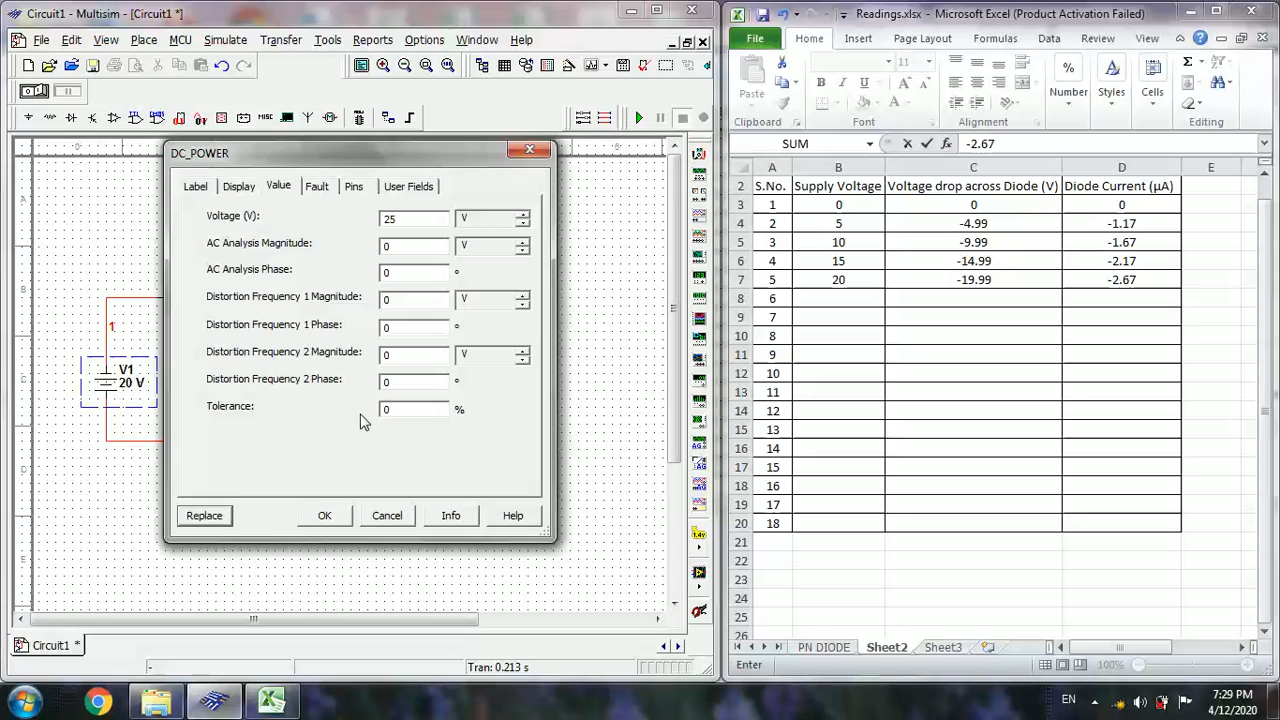 Circuit1 - Multisim - [Circuit1 *]
File Edit View Place MCU Simulate Transfer Tools Reports Options Window Help
MISC
DC_POWER
Label Display Value Fault Pins User Fields
Voltage (V): 25 V
AC Analysis Magnitude: 0 V
AC Analysis Phase: 0 °
Distortion Frequency 1 Magnitude: 0 V
Distortion Frequency 1 Phase: 0 °
Distortion Frequency 2 Magnitude: 0 V
Distortion Frequency 2 Phase: 0 °
Tolerance: 0 %
Replace OK Cancel Info Help
1
V1
20 V
Circuit1 *
- Tran: 0.213 s
Readings.xlsx - Microsoft Excel (Product Activation Failed)
File Home Insert Page Layout Formulas Data Review View
Paste 11 B I U A % Number Styles Cells Σ
Clipboard Font Alignment Editing
SUM fx -2.67
A B C D E
2 S.No. Supply Voltage Voltage drop across Diode (V) Diode Current (µA)
3 1 0 0 0
4 2 5 -4.99 -1.17
5 3 10 -9.99 -1.67
6 4 15 -14.99 -2.17
7 5 20 -19.99 -2.67
8 6
9 7
10 8
11 9
12 10
13 11
14 12
15 13
16 14
17 15
18 16
19 17
20 18
21
22
23
24
25
26
PN DIODE Sheet2 Sheet3
Enter 100%
EN 7:29 PM
4/12/2020